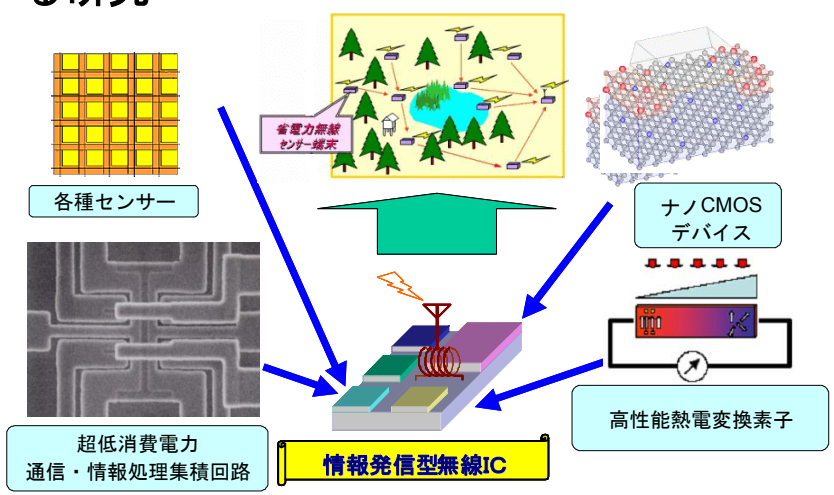 る研究
省電力無線
センサー端末
各種センサー
ナノCMOS
デバイス
超低消費電力
通信・情報処理集積回路
高性能熱電変換素子
情報発信型無線IC